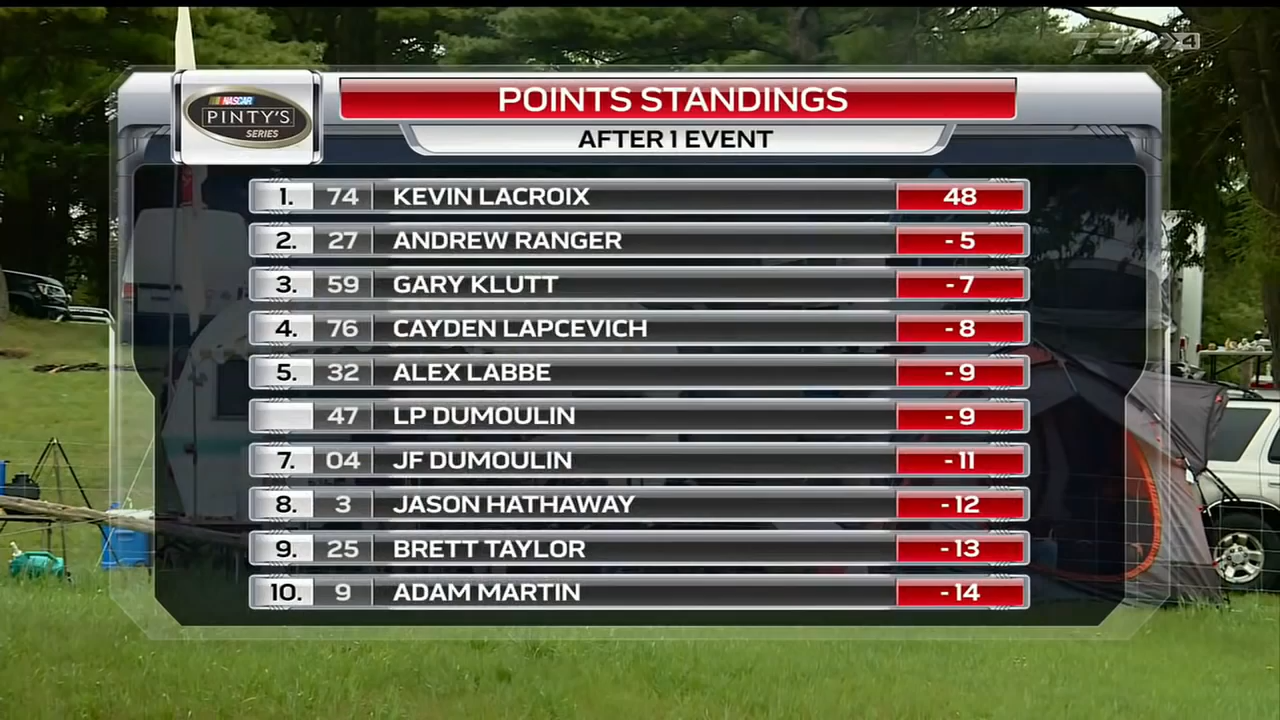 TSN 4
NASCAR
PINTY'S
SERIES
POINTS STANDINGS
AFTER 1 EVENT
1. 74 KEVIN LACROIX 48
2. 27 ANDREW RANGER - 5
3. 59 GARY KLUTT - 7
4. 76 CAYDEN LAPCEVICH - 8
5. 32 ALEX LABBE - 9
47 LP DUMOULIN - 9
7. 04 JF DUMOULIN - 11
8. 3 JASON HATHAWAY - 12
9. 25 BRETT TAYLOR - 13
10. 9 ADAM MARTIN - 14